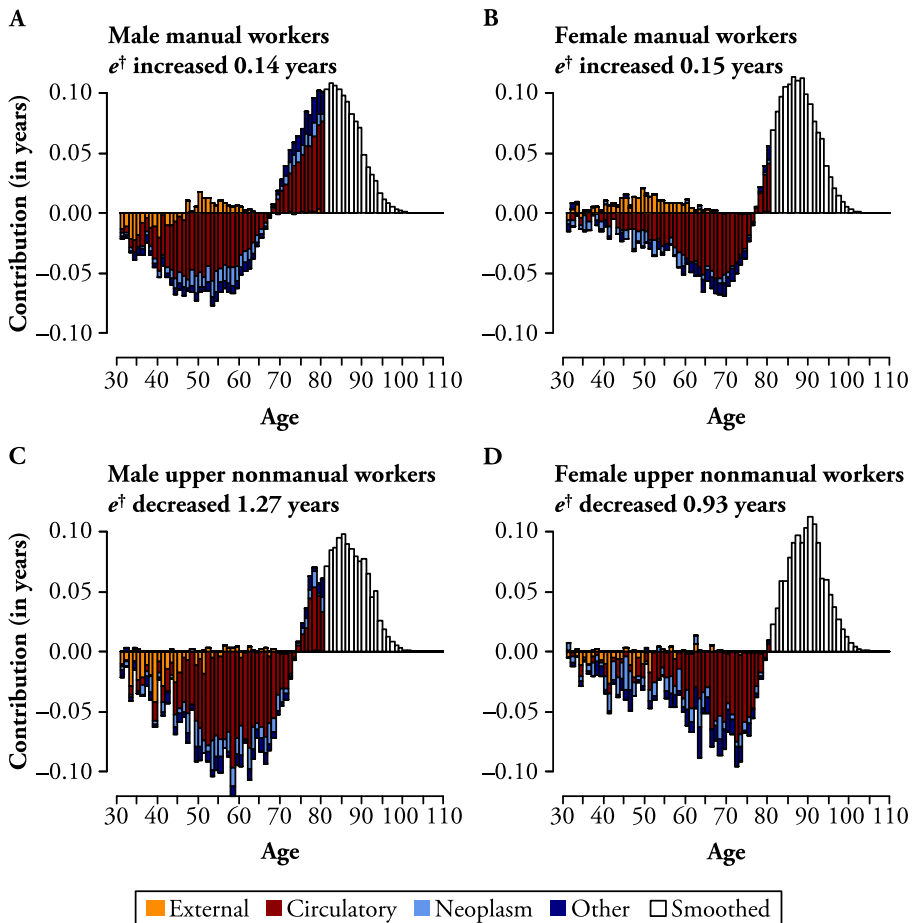 A
Male manual workers
e† increased 0.14 years
Contribution (in years)
0.10
0.05
0.00
−0.05
−0.10
30 40 50 60 70 80 90 100 110
Age
B
Female manual workers
e† increased 0.15 years
0.10
0.05
0.00
−0.05
−0.10
30 40 50 60 70 80 90 100 110
Age
C
Male upper nonmanual workers
e† decreased 1.27 years
Contribution (in years)
0.10
0.05
0.00
−0.05
−0.10
30 40 50 60 70 80 90 100 110
Age
D
Female upper nonmanual workers
e† decreased 0.93 years
0.10
0.05
0.00
−0.05
−0.10
30 40 50 60 70 80 90 100 110
Age
External Circulatory Neoplasm Other Smoothed